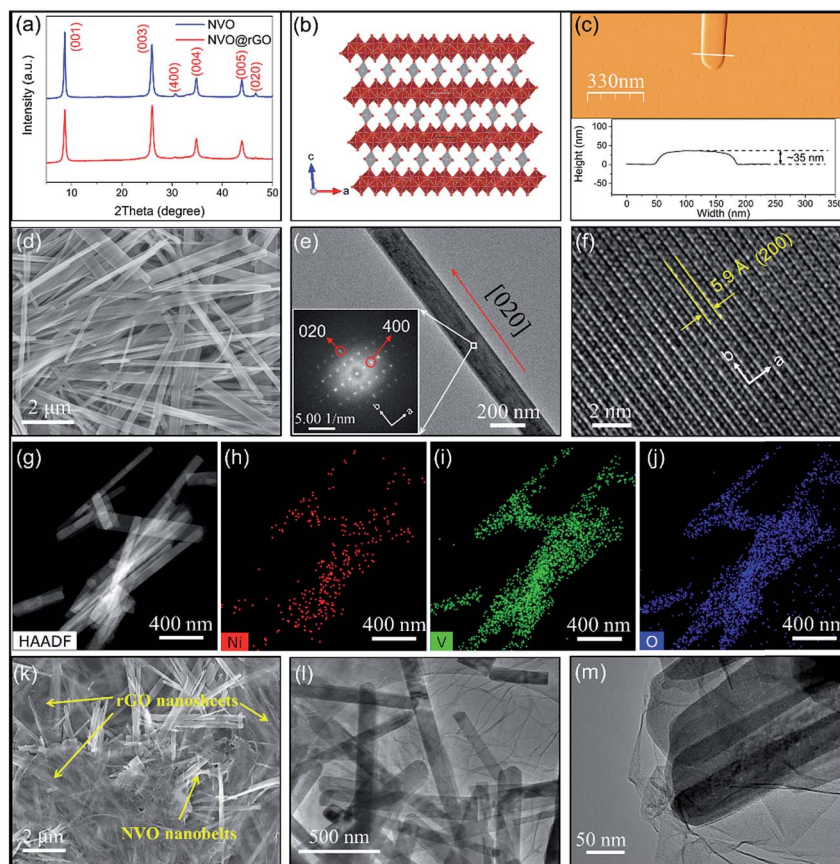 (a)
NVO
NVO@rGO
(001)
(003)
(400)
(004)
(005)
(020)
Intensity (a.u.)
10 20 30 40 50
2Theta (degree)
(b)
c
a
(c)
330nm
Height (nm)
100
50
0
-50
~35 nm
0 50 100 150 200 250 300 350
Width (nm)
(d)
2 μm
(e)
[020]
020
400
5.00 1/nm
b
a
200 nm
(f)
5.9 Å (200)
b
a
2 nm
(g)
HAADF
400 nm
(h)
Ni
400 nm
(i)
V
400 nm
(j)
O
400 nm
(k)
rGO nanosheets
NVO nanobelts
2 μm
(l)
500 nm
(m)
50 nm